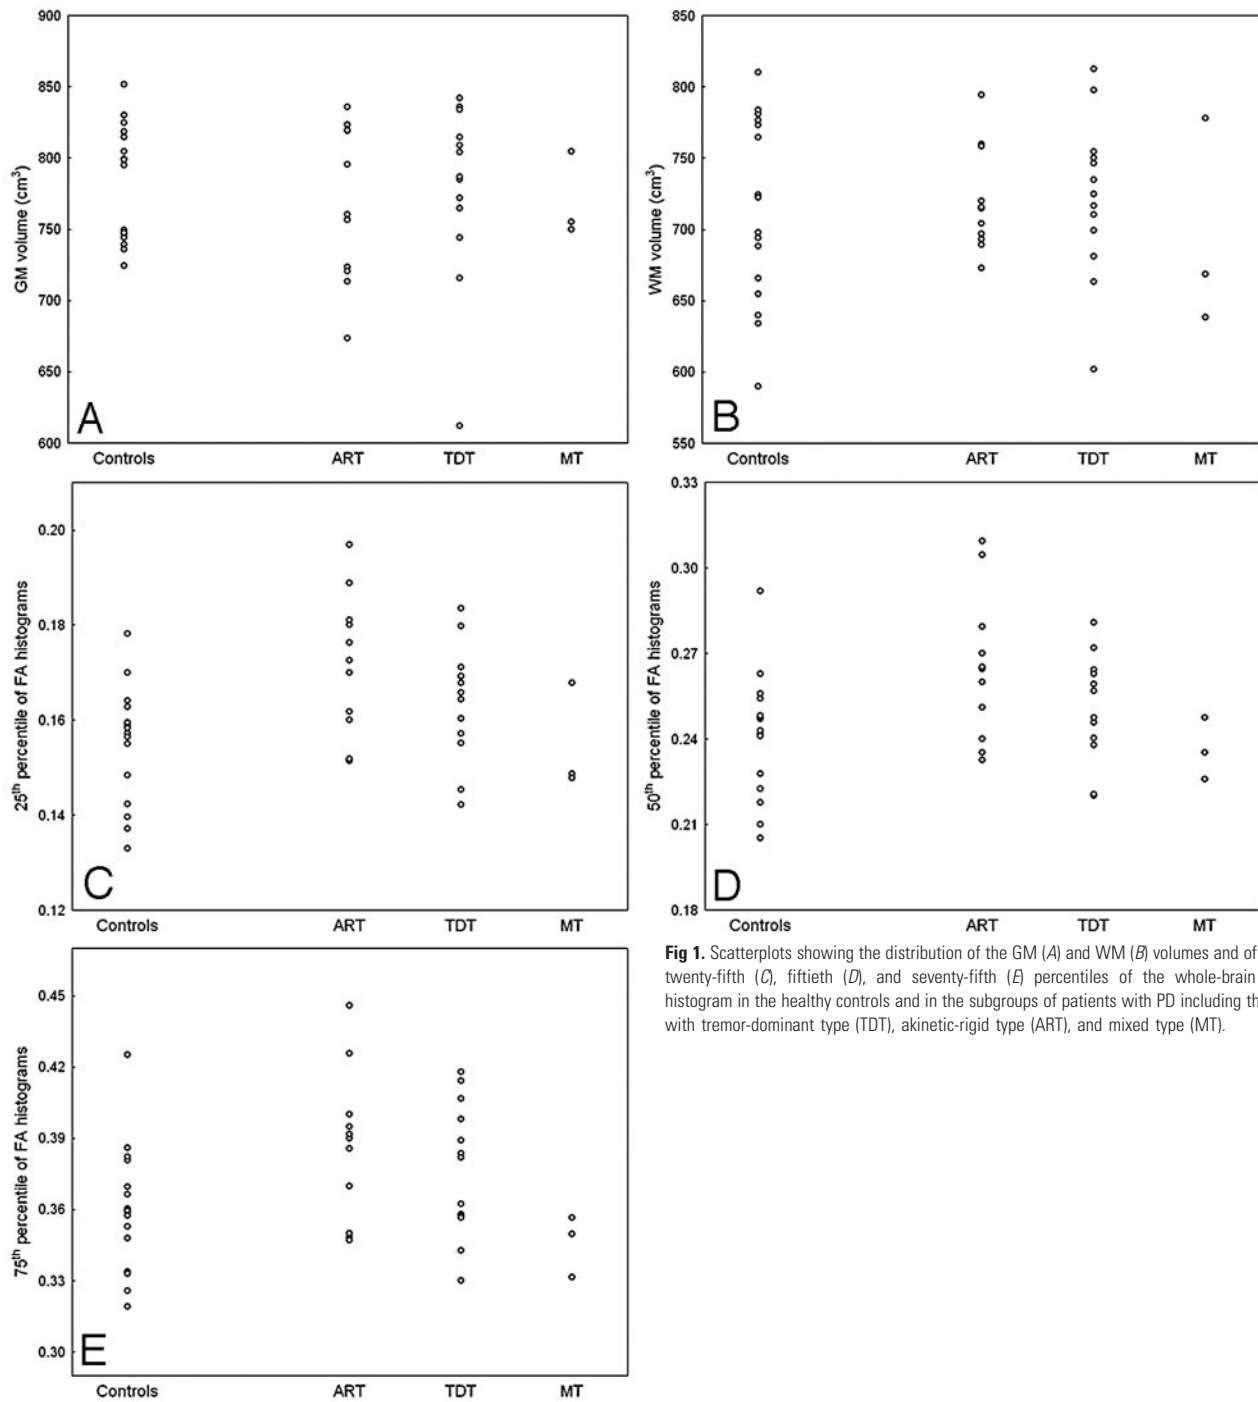 900
850
800
750
700
650
600
GM volume (cm³)
A
Controls ART TDT MT
850
800
750
700
650
600
550
WM volume (cm³)
B
Controls ART TDT MT
0.20
0.18
0.16
0.14
0.12
25th percentile of FA histograms
C
Controls ART TDT MT
0.33
0.30
0.27
0.24
0.21
0.18
50th percentile of FA histograms
D
Controls ART TDT MT
0.45
0.42
0.39
0.36
0.33
0.30
75th percentile of FA histograms
E
Controls ART TDT MT
Fig 1. Scatterplots showing the distribution of the GM (A) and WM (B) volumes and of
twenty-fifth (C), fiftieth (D), and seventy-fifth (E) percentiles of the whole-brain
histogram in the healthy controls and in the subgroups of patients with PD including th
with tremor-dominant type (TDT), akinetic-rigid type (ART), and mixed type (MT).